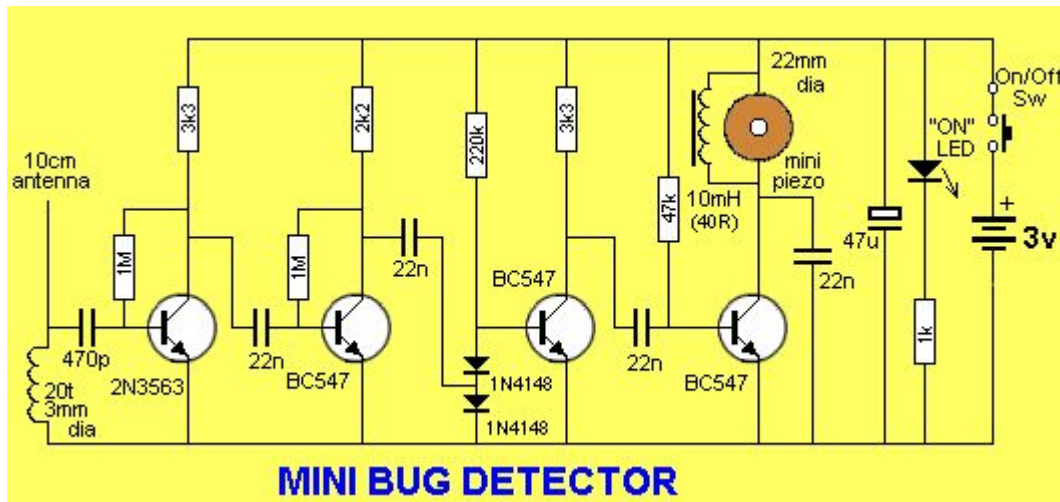 22mm
dia
On/Off
Sw
3k3
2k2
220k
3k3
"ON"
LED
10cm
antenna
mini
piezo
47k
10mH
(40R)
+
3v
1M
1M
22n
47u
22n
BC547
1k
470p
22n
22n
2N3563
BC547
1N4148
BC547
20t
3mm
dia
1N4148
MINI BUG DETECTOR